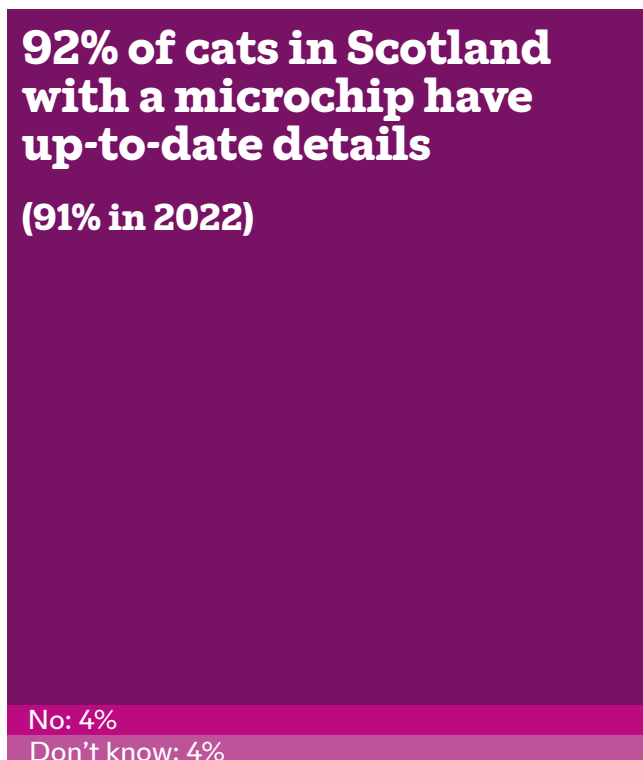 92% of cats in Scotland
with a microchip have
up-to-date details
(91% in 2022)
No: 4%
Don't know: 4%